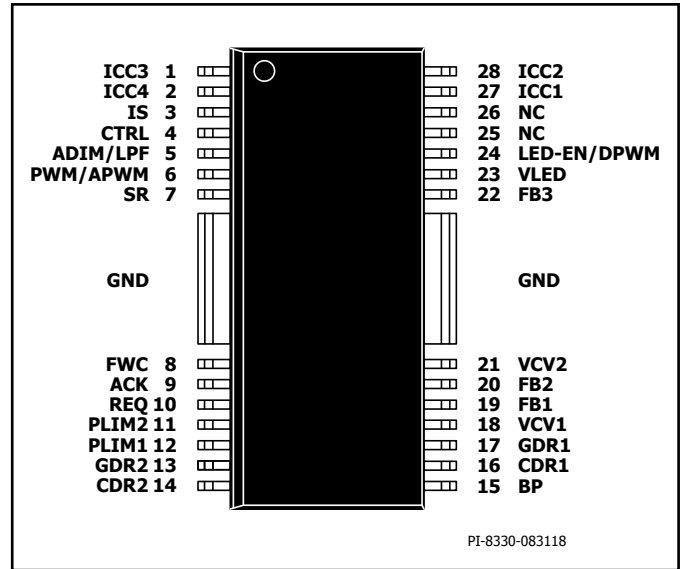 ICC3 1 28 ICC2
ICC4 2 27 ICC1
IS 3 26 NC
CTRL 4 25 NC
ADIM/LPF 5 24 LED-EN/DPWM
PWM/APWM 6 23 VLED
SR 7 22 FB3
GND GND
FWC 8 21 VCV2
ACK 9 20 FB2
REQ 10 19 FB1
PLIM2 11 18 VCV1
PLIM1 12 17 GDR1
GDR2 13 16 CDR1
CDR2 14 15 BP
PI-8330-083118